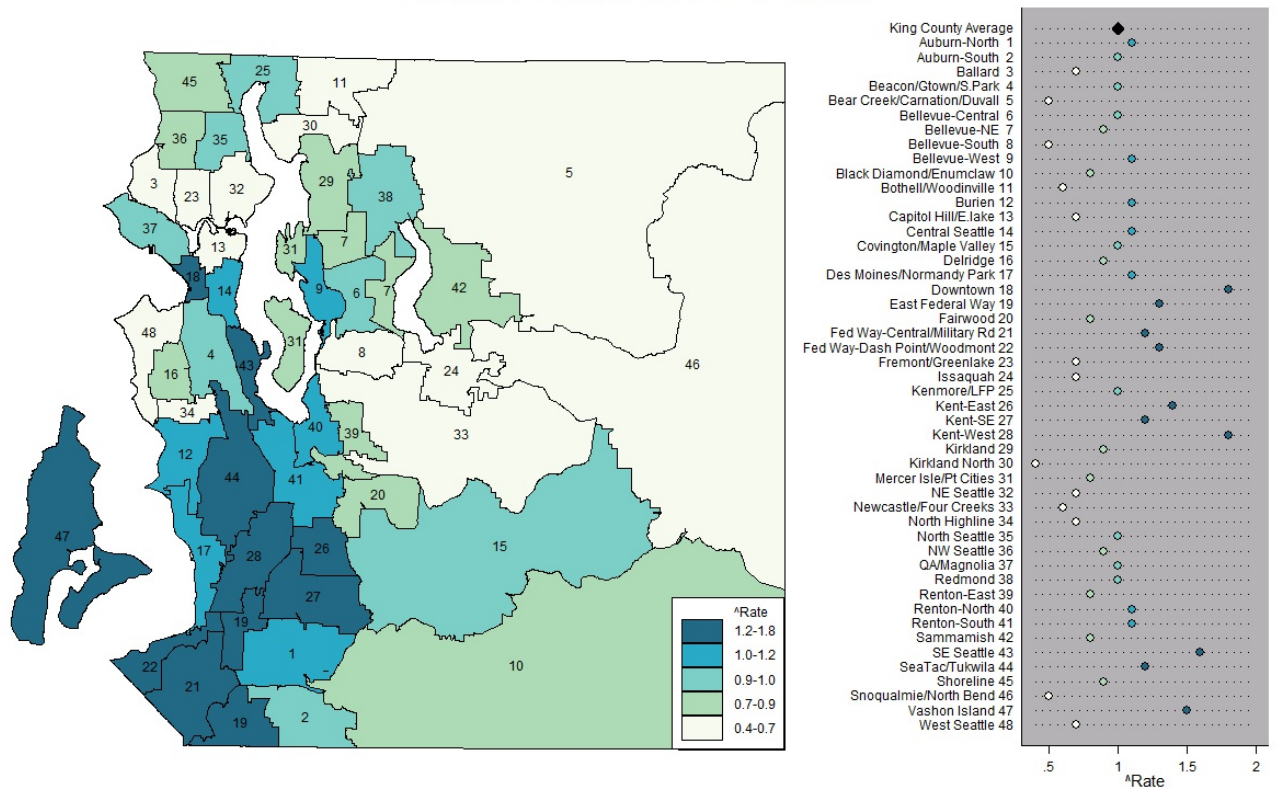 45
25
11
36
35
30
5
3
23
32
29
38
37
13
31
7
18
14
9
6
7
42
48
4
43
31
8
46
16
24
34
40
39
33
12
44
41
20
47
17
28
26
15
27
19
1
22
21
10
19
2
^Rate
1.2-1.8
1.0-1.2
0.9-1.0
0.7-0.9
0.4-0.7
King County Average
Auburn-North 1
Auburn-South 2
Ballard 3
Beacon/Gtown/S.Park 4
Bear Creek/Carnation/Duvall 5
Bellevue-Central 6
Bellevue-NE 7
Bellevue-South 8
Bellevue-West 9
Black Diamond/Enumclaw 10
Bothell/Woodinville 11
Burien 12
Capitol Hill/E.lake 13
Central Seattle 14
Covington/Maple Valley 15
Delridge 16
Des Moines/Normandy Park 17
Downtown 18
East Federal Way 19
Fairwood 20
Fed Way-Central/Military Rd 21
Fed Way-Dash Point/Woodmont 22
Fremont/Greenlake 23
Issaquah 24
Kenmore/LFP 25
Kent-East 26
Kent-SE 27
Kent-West 28
Kirkland 29
Kirkland North 30
Mercer Isle/Pt Cities 31
NE Seattle 32
Newcastle/Four Creeks 33
North Highline 34
North Seattle 35
NW Seattle 36
QA/Magnolia 37
Redmond 38
Renton-East 39
Renton-North 40
Renton-South 41
Sammamish 42
SE Seattle 43
SeaTac/Tukwila 44
Shoreline 45
Snoqualmie/North Bend 46
Vashon Island 47
West Seattle 48
.5 1 1.5 2
^Rate